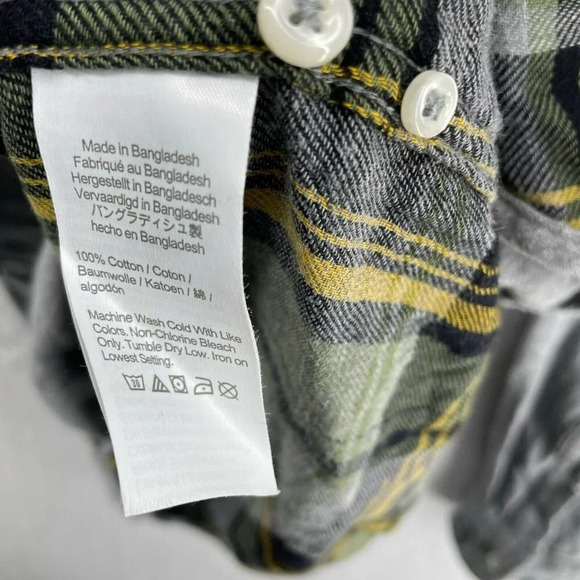 Made in Bangladesh
Fabriqué au Bangladesh
Hergestellt in Bangladesch
Vervaardigd in Bangladesh
バングラディシュ製
hecho en Bangladesh
100% Cotton / Coton /
Baumwolle / Katoen / 綿 /
algodón
Machine Wash Cold With Like
Colors. Non-Chlorine Bleach
Only. Tumble Dry Low. Iron on
Lowest Setting.
30